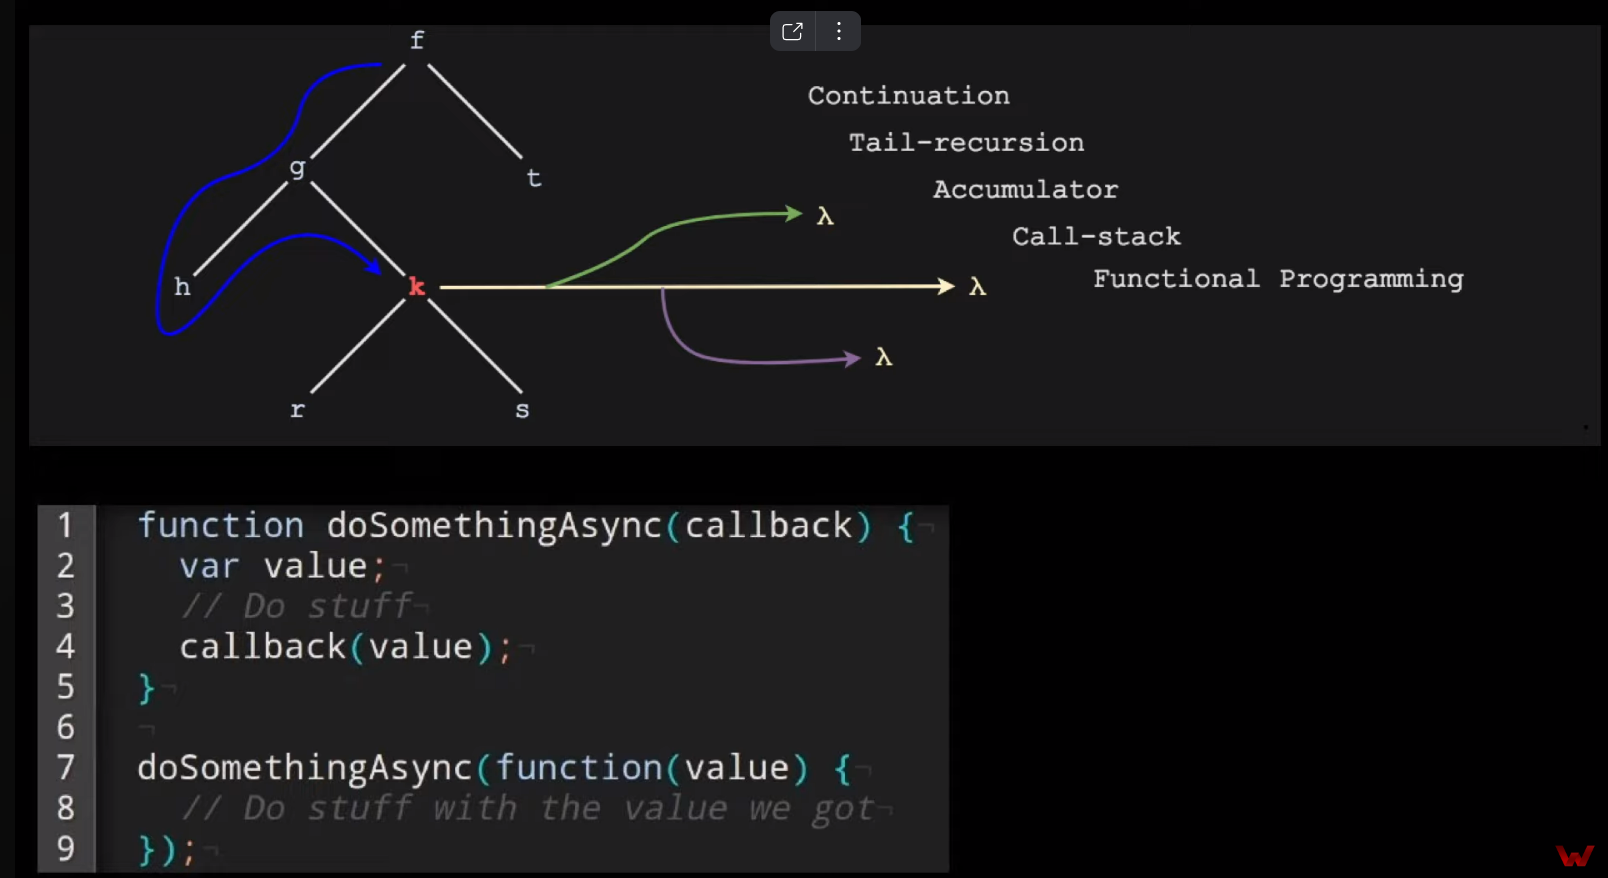 f
Continuation
Tail-recursion
g
t
Accumulator
λ
Call-stack
h
k
λ
Functional Programming
λ
r
s
1 function doSomethingAsync(callback) {¬
2 var value;¬
3 // Do stuff¬
4 callback(value);¬
5 }¬
6 ¬
7 doSomethingAsync(function(value) {¬
8 // Do stuff with the value we got¬
9 });¬
W